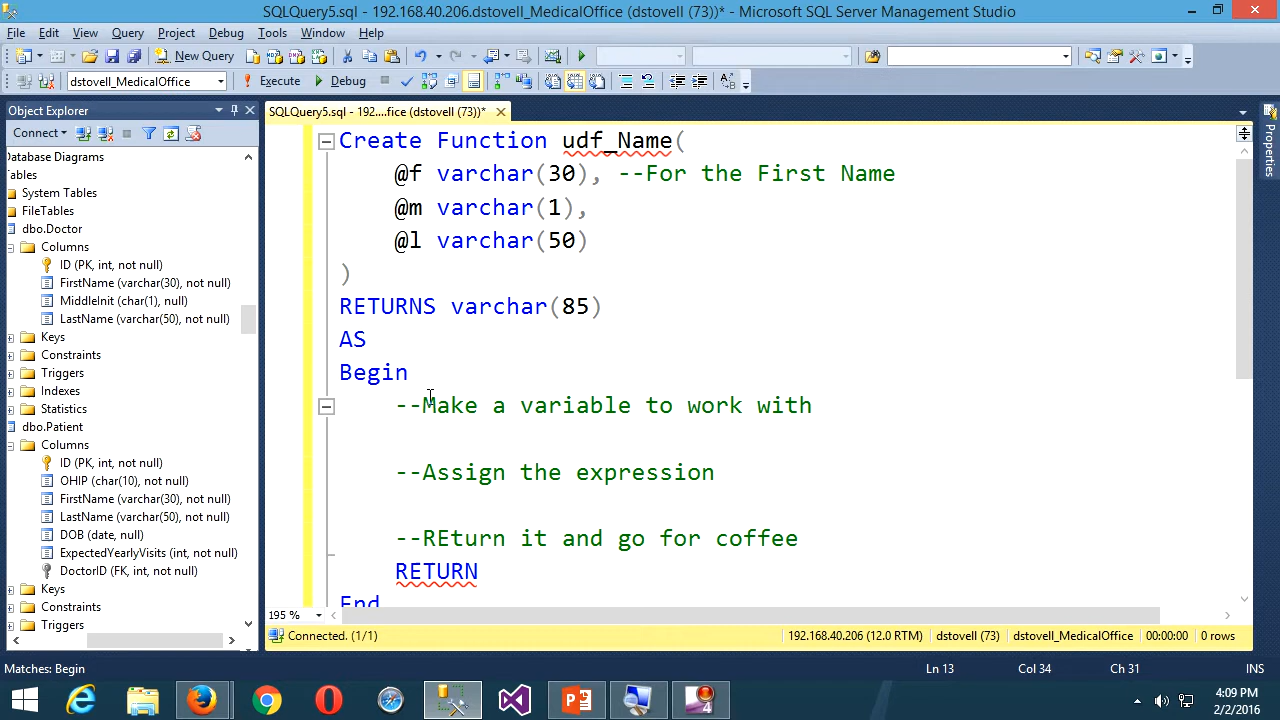 SQLQuery5.sql - 192.168.40.206.dstovell_MedicalOffice (dstovell (73))* - Microsoft SQL Server Management Studio
File Edit View Query Project Debug Tools Window Help
New Query
dstovell_MedicalOffice Execute Debug
Object Explorer
Connect
Database Diagrams
Tables
System Tables
FileTables
dbo.Doctor
Columns
ID (PK, int, not null)
FirstName (varchar(30), not null)
MiddleInit (char(1), null)
LastName (varchar(50), not null)
Keys
Constraints
Triggers
Indexes
Statistics
dbo.Patient
Columns
ID (PK, int, not null)
OHIP (char(10), not null)
FirstName (varchar(30), not null)
LastName (varchar(50), not null)
DOB (date, null)
ExpectedYearlyVisits (int, not null)
DoctorID (FK, int, not null)
Keys
Constraints
Triggers
SQLQuery5.sql - 192....fice (dstovell (73))*
Create Function udf_Name(
@f varchar(30), --For the First Name
@m varchar(1),
@l varchar(50)
)
RETURNS varchar(85)
AS
Begin
--Make a variable to work with
--Assign the expression
--REturn it and go for coffee
RETURN
End
195 %
Connected. (1/1) 192.168.40.206 (12.0 RTM) dstovell (73) dstovell_MedicalOffice 00:00:00 0 rows
Properties
Matches: Begin Ln 13 Col 34 Ch 31 INS
4:09 PM
2/2/2016